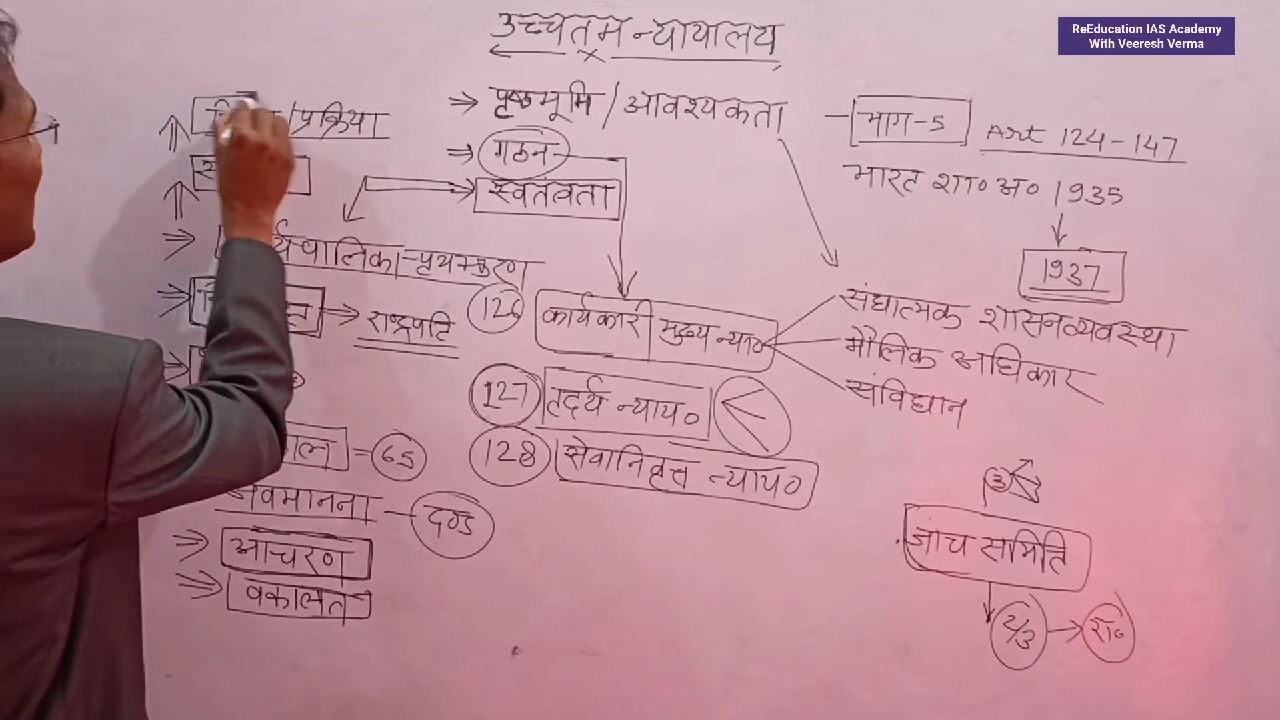 ReEducation IAS Academy
With Veeresh Verma
उच्चतम न्यायालय
⇒ पृष्ठभूमि / आवश्यकता
⇒ गठन
स्वतंत्रता
भाग-5
Art 124-147
भारत शा० अ० 1935
1937
/प्रक्रिया
पालिका-पृथक्करण
राष्ट्रपति
126 कार्यकारी मुख्य न्या०
127 तदर्थ न्याय०
128 सेवानिवृत्त न्याय०
संघात्मक शासनव्यवस्था
मौलिक अधिकार
संविधान
= 65
अवमानना - दण्ड
⇒ आचरण
⇒ वकालत
3
जांच समिति
2/3 → रा०